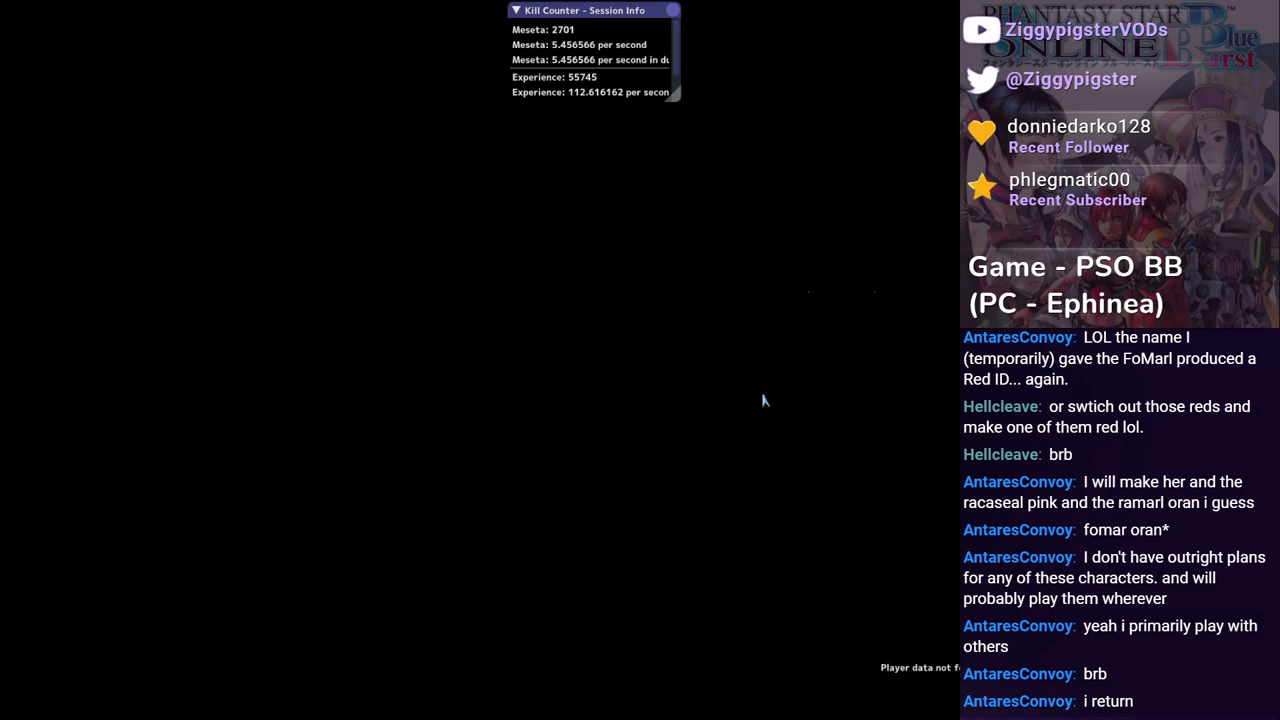 Kill Counter - Session Info
Meseta: 2701
Meseta: 5.456566 per second
Meseta: 5.456566 per second in du
Experience: 55745
Experience: 112.616162 per secon
Player data not f
PHANTASY STAR
ONLINE Blue
Burst
ZiggypigsterVODs
@Ziggypigster
donniedarko128
Recent Follower
phlegmatic00
Recent Subscriber
Game - PSO BB
(PC - Ephinea)
AntaresConvoy: LOL the name I
(temporarily) gave the FoMarl produced a
Red ID... again.
Hellcleave: or swtich out those reds and
make one of them red lol.
Hellcleave: brb
AntaresConvoy: I will make her and the
racaseal pink and the ramarl oran i guess
AntaresConvoy: fomar oran*
AntaresConvoy: I don't have outright plans
for any of these characters. and will
probably play them wherever
AntaresConvoy: yeah i primarily play with
others
AntaresConvoy: brb
AntaresConvoy: i return